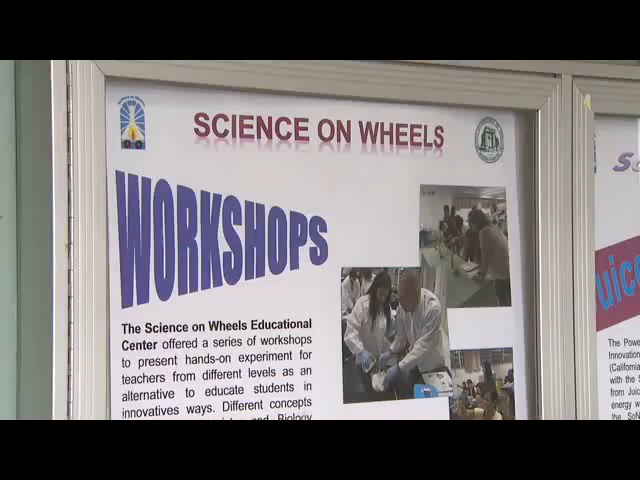 SCIENCE ON WHEELS
WORKSHOPS
The Science on Wheels Educational
Center offered a series of workshops
to present hands-on experiment for
teachers from different levels as an
alternative to educate students in
innovatives ways. Different concepts
and Biology
The Powe
Innovation
(California
with the S
from Juic
energy w
the SoN